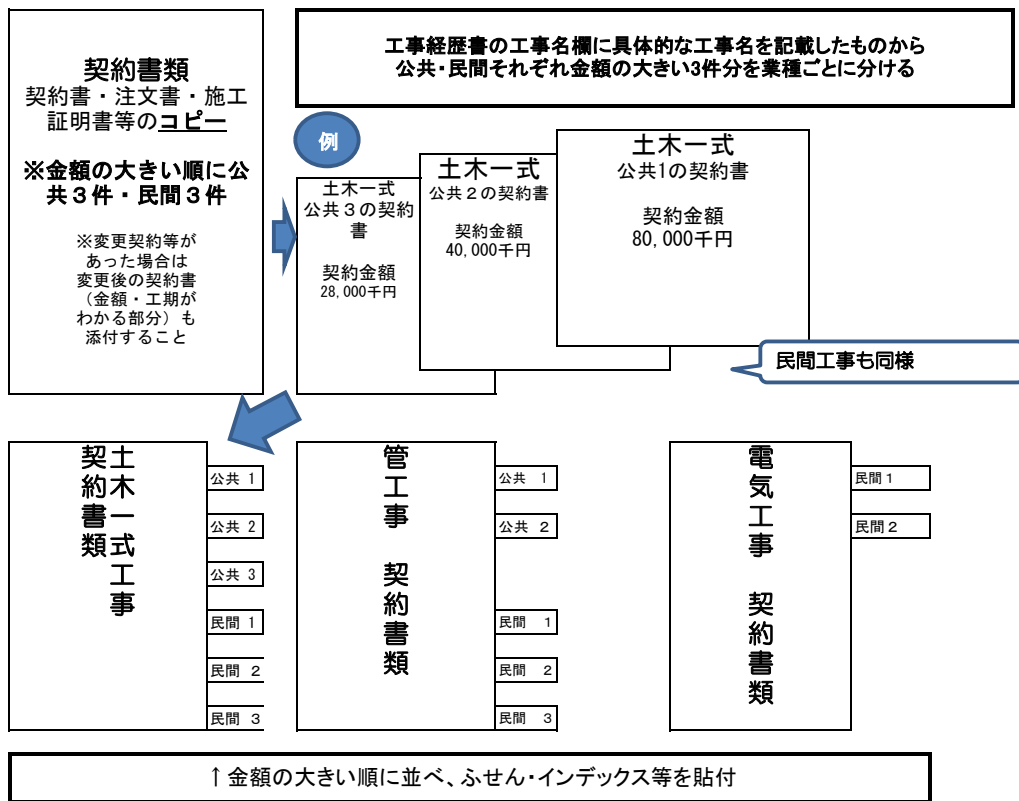 契約書類
契約書・注文書・施工
証明書等のコピー
※金額の大きい順に公
共３件・民間３件
※変更契約等が
あった場合は
変更後の契約書
（金額・工期が
わかる部分）も
添付すること
工事経歴書の工事名欄に具体的な工事名を記載したものから
公共・民間それぞれ金額の大きい3件分を業種ごとに分ける
例
土木一式
公共３の契約
書
契約金額
28,000千円
土木一式
公共２の契約書
契約金額
40,000千円
土木一式
公共1の契約書
契約金額
80,000千円
民間工事も同様
土木一式工事
契約書類
公共 1
公共 2
公共 3
民間 1
民間 2
民間 3
管工事　契約書類
公共 1
公共 2
民間 1
民間 2
民間 3
電気工事　契約書類
民間1
民間２
↑金額の大きい順に並べ、ふせん・インデックス等を貼付